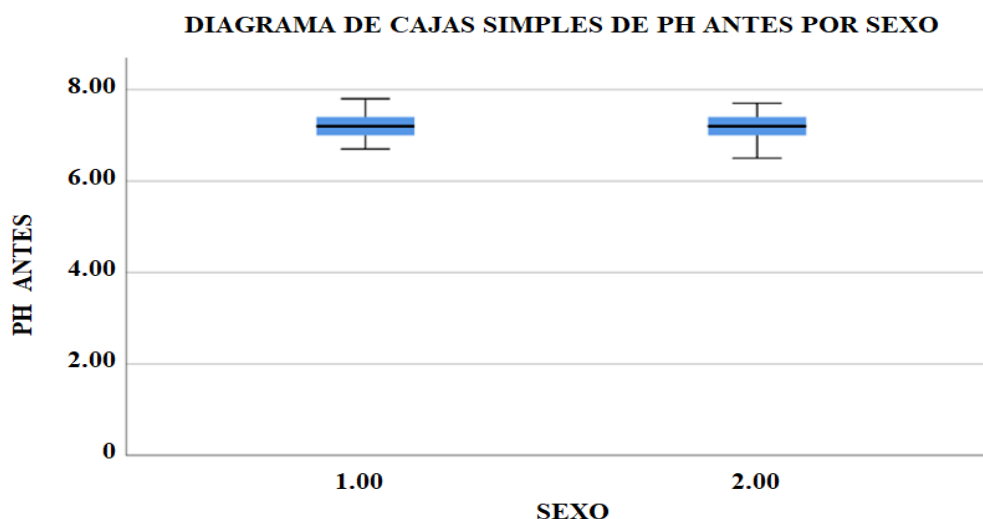 DIAGRAMA DE CAJAS SIMPLES DE PH ANTES POR SEXO
8.00
6.00
4.00
2.00
0
PH ANTES
1.00 2.00
SEXO